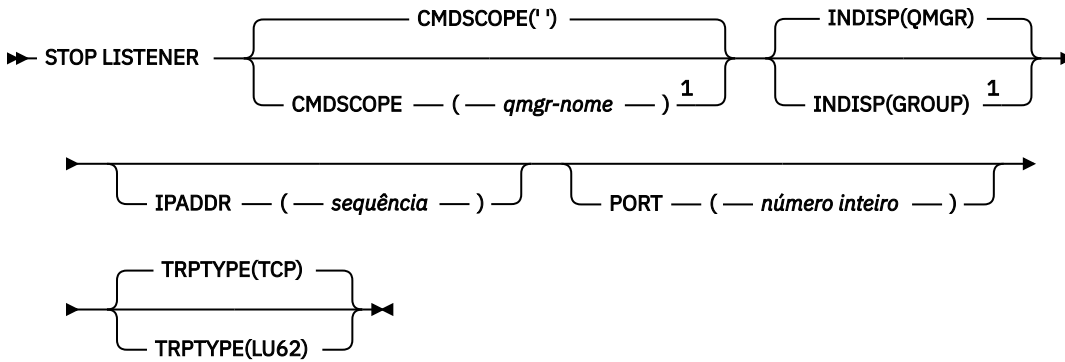 CMDSCOPE(' ') INDISP(QMGR)
STOP LISTENER
CMDSCOPE ( qmgr-nome ) 1 INDISP(GROUP) 1
IPADDR ( sequência ) PORT ( número inteiro )
TRPTYPE(TCP)
TRPTYPE(LU62)